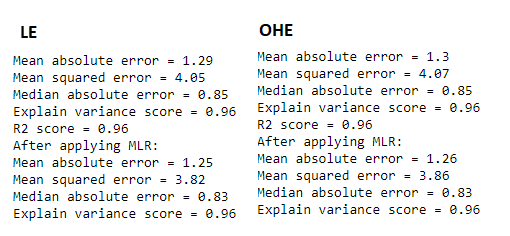 LE
Mean absolute error = 1.29
Mean squared error = 4.05
Median absolute error = 0.85
Explain variance score = 0.96
R2 score = 0.96
After applying MLR:
Mean absolute error = 1.25
Mean squared error = 3.82
Median absolute error = 0.83
Explain variance score = 0.96
OHE
Mean absolute error = 1.3
Mean squared error = 4.07
Median absolute error = 0.85
Explain variance score = 0.96
R2 score = 0.96
After applying MLR:
Mean absolute error = 1.26
Mean squared error = 3.86
Median absolute error = 0.83
Explain variance score = 0.96